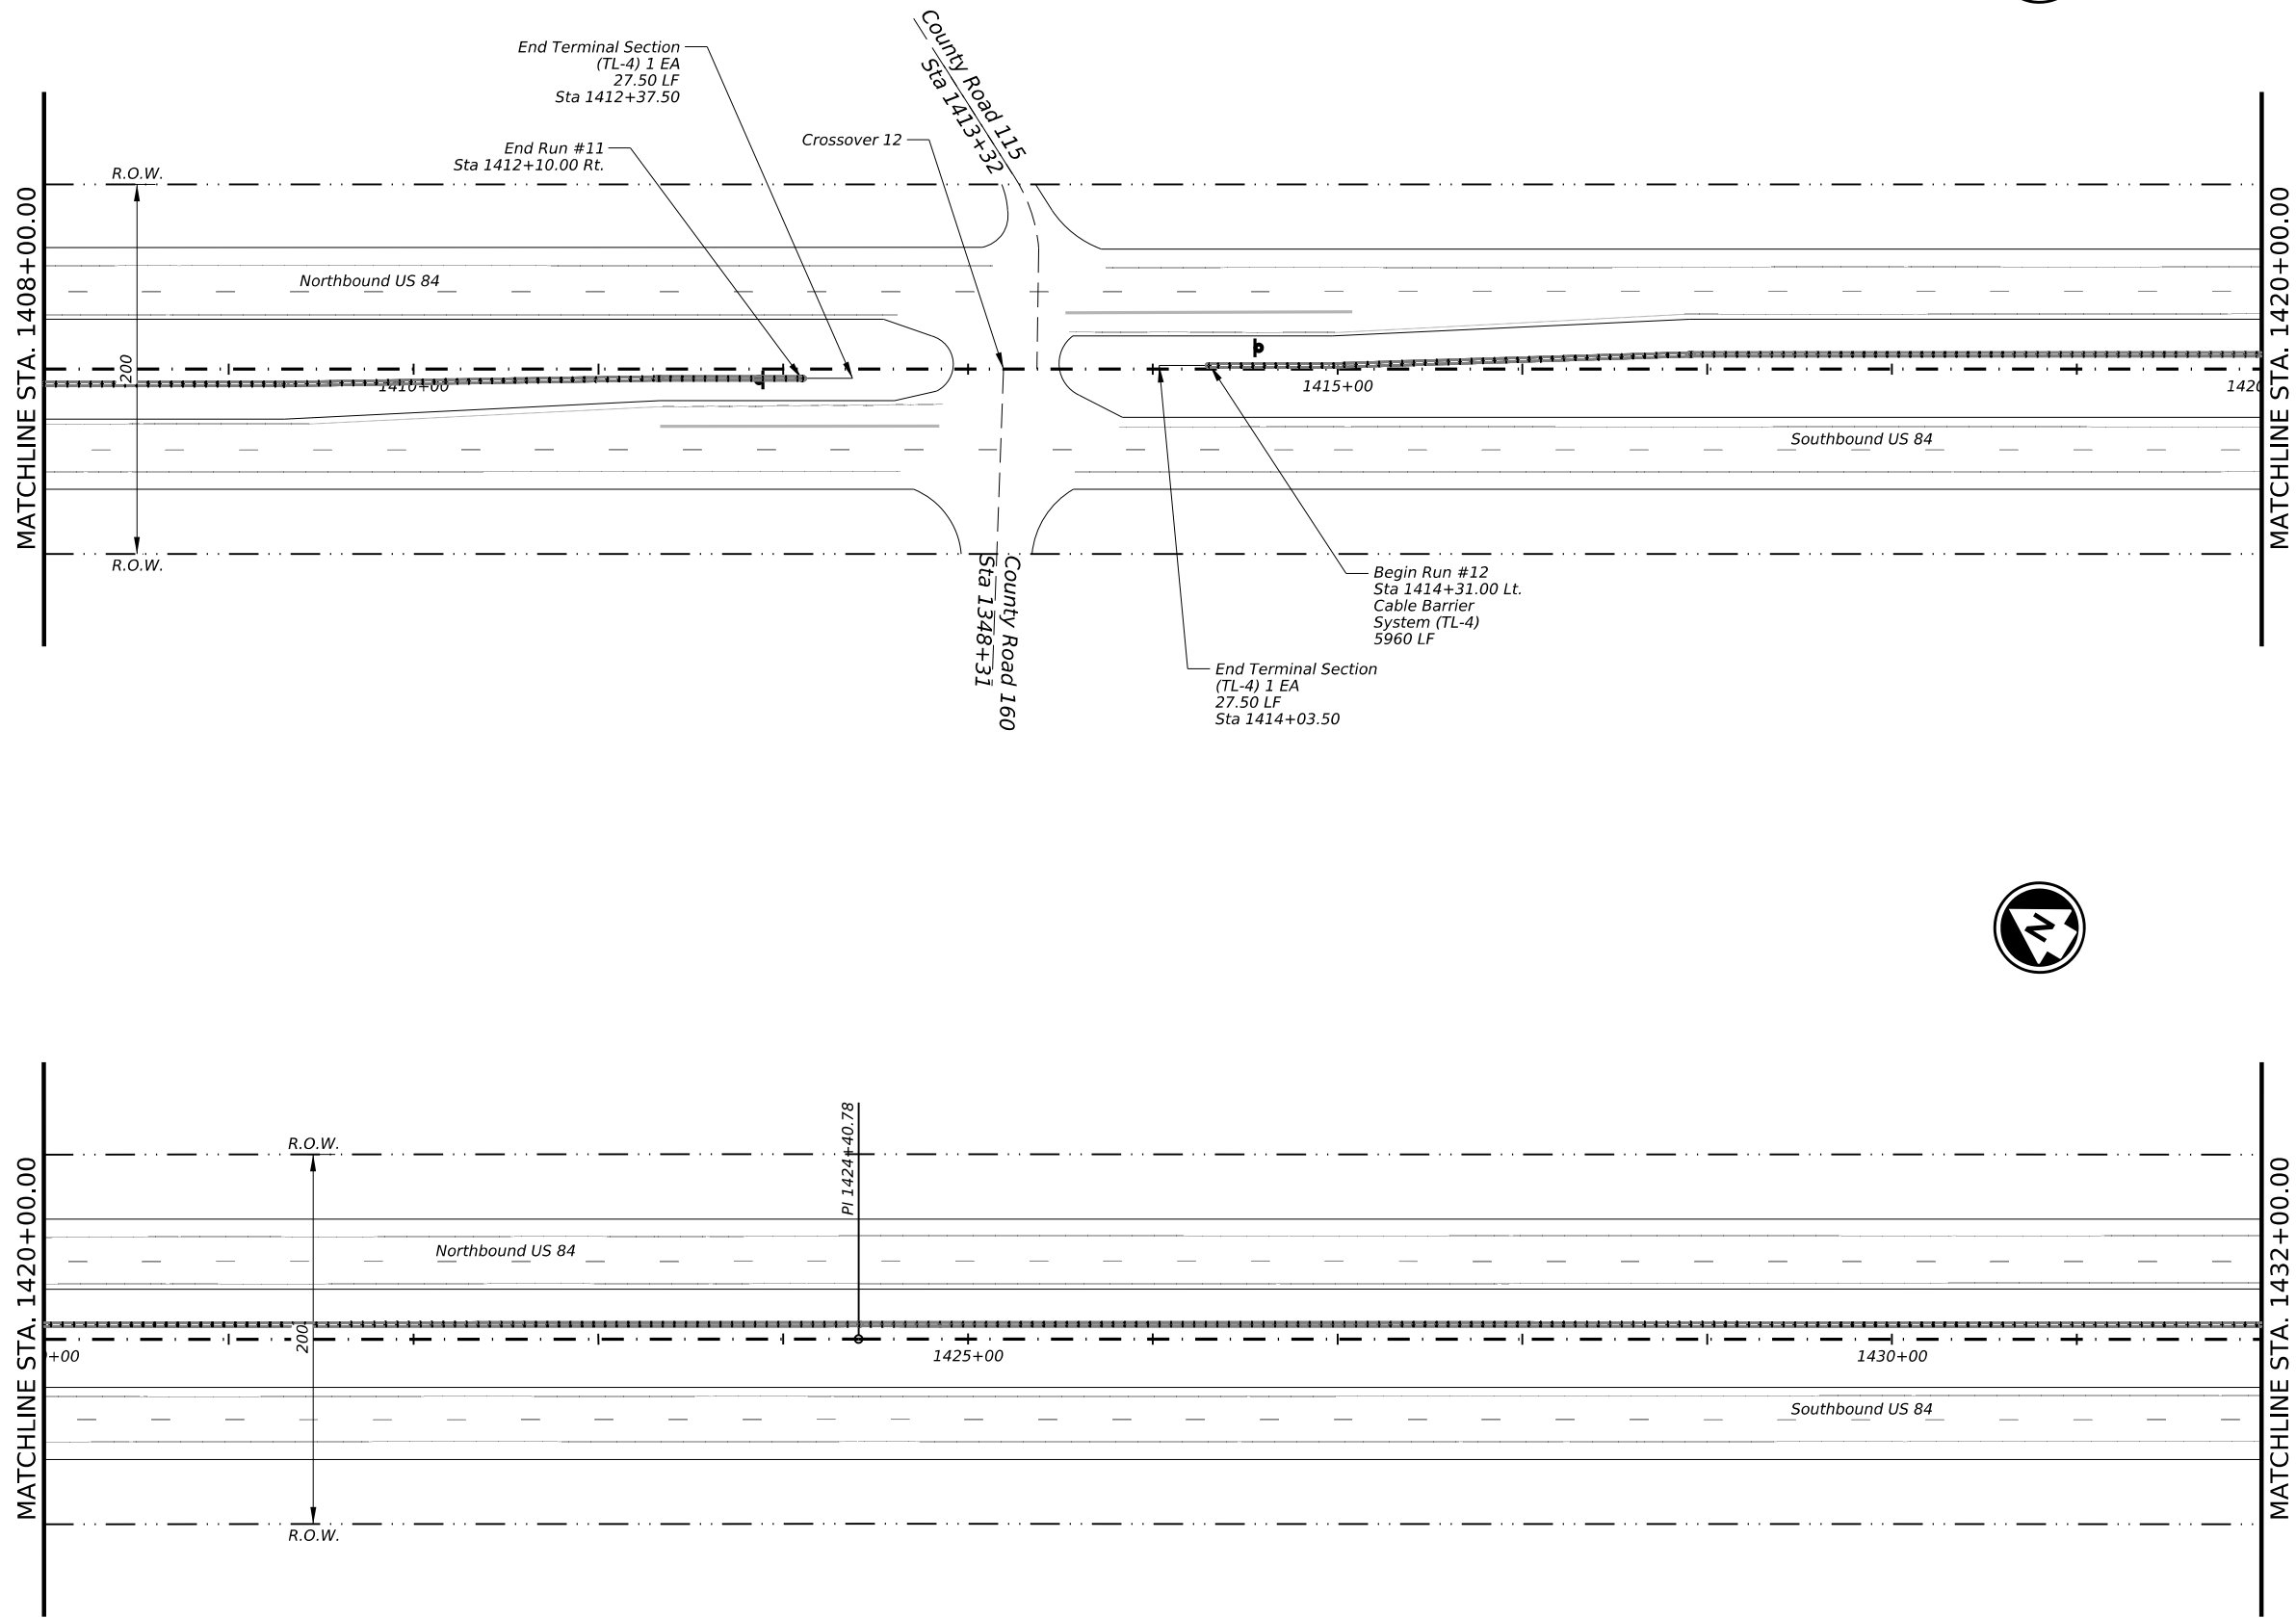 End Terminal Section
(TL-4) 1 EA
27.50 LF
Sta 1412+37.50
End Run #11
Sta 1412+10.00 Rt.
Crossover 12
County Road 115
Sta 1413+32
R.O.W.
MATCHLINE STA. 1408+00.00
MATCHLINE STA. 1420+00.00
Northbound US 84
200
1410+00
1415+00
1420
Southbound US 84
R.O.W.
County Road 160
Sta 1348+31
Begin Run #12
Sta 1414+31.00 Lt.
Cable Barrier
System (TL-4)
5960 LF
End Terminal Section
(TL-4) 1 EA
27.50 LF
Sta 1414+03.50
N
PI 1424+40.78
R.O.W.
MATCHLINE STA. 1420+00.00
MATCHLINE STA. 1432+00.00
Northbound US 84
200
+00
1425+00
1430+00
Southbound US 84
R.O.W.